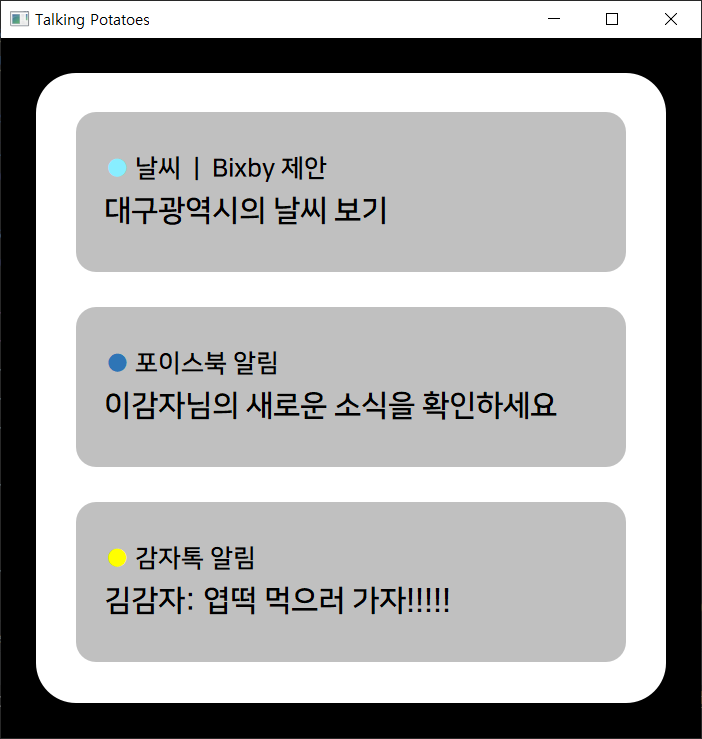 Talking Potatoes
날씨 | Bixby 제안
대구광역시의 날씨 보기
포이스북 알림
이감자님의 새로운 소식을 확인하세요
감자톡 알림
김감자: 엽떡 먹으러 가자!!!!!